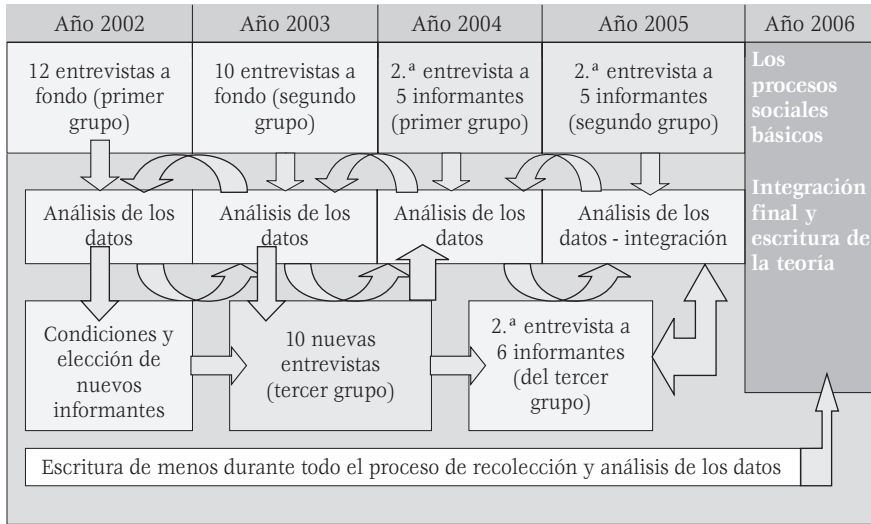 Año 2002
Año 2003
Año 2004
Año 2005
Año 2006
12 entrevistas a
fondo (primer
grupo)
10 entrevistas a
fondo (segundo
grupo)
2.ª entrevista a
5 informantes
(primer grupo)
2.ª entrevista a
5 informantes
(segundo grupo)
Los
procesos
sociales
básicos
Integración
final y
escritura de
la teoría
Análisis de los
datos
Análisis de los
datos
Análisis de los
datos
Análisis de los
datos - integración
Condiciones y
elección de
nuevos
informantes
10 nuevas
entrevistas
(tercer grupo)
2.ª entrevista a
6 informantes
(del tercer
grupo)
Escritura de menos durante todo el proceso de recolección y análisis de los datos